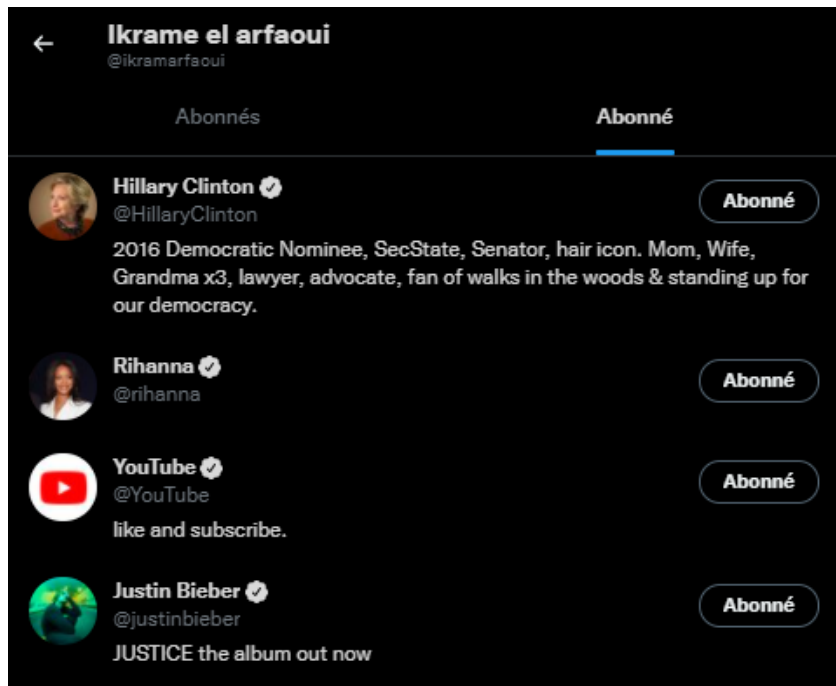 Ikrame el arfaoui
@ikramarfaoui
Abonnés Abonné
Hillary Clinton
@HillaryClinton
Abonné
2016 Democratic Nominee, SecState, Senator, hair icon. Mom, Wife,
Grandma x3, lawyer, advocate, fan of walks in the woods & standing up for
our democracy.
Rihanna
@rihanna
Abonné
YouTube
@YouTube
Abonné
like and subscribe.
Justin Bieber
@justinbieber
Abonné
JUSTICE the album out now